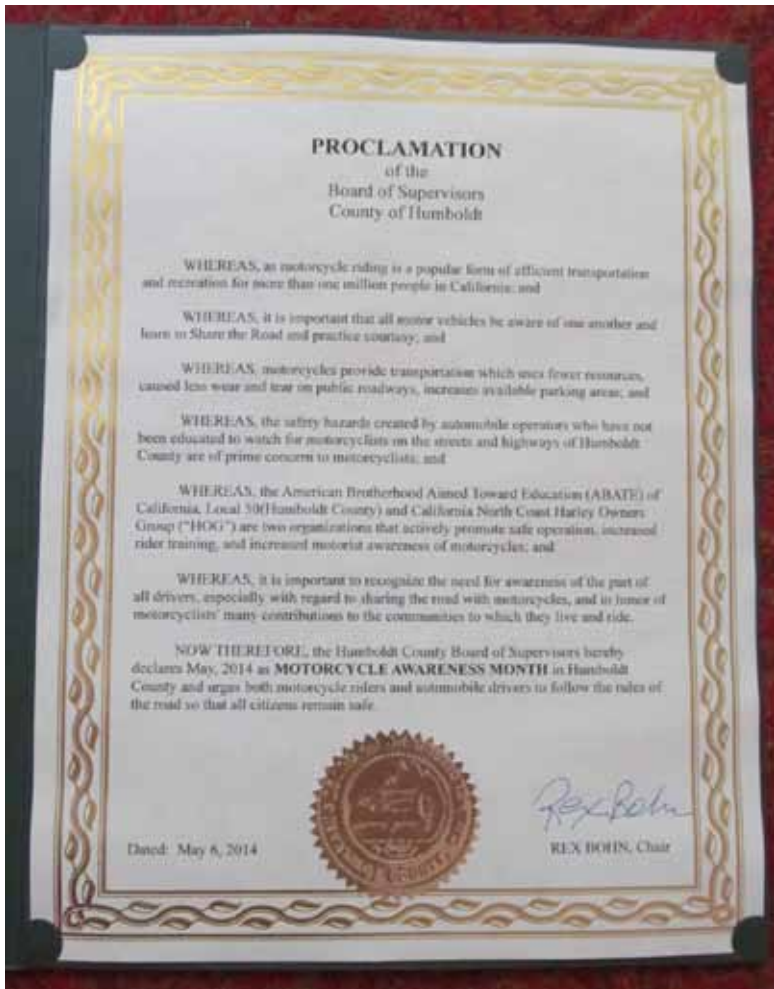 PROCLAMATION
of the
Board of Supervisors
County of Humboldt
WHEREAS, as motorcycle riding is a popular form of efficient transportation
and recreation for more than one million people in California; and
WHEREAS, it is important that all motor vehicles be aware of one another and
learn to Share the Road and practice courtesy; and
WHEREAS, motorcycles provide transportation which uses fewer resources,
caused less wear and tear on public roadways, increases available parking areas; and
WHEREAS, the safety hazards created by automobile operators who have not
been educated to watch for motorcyclists on the streets and highways of Humboldt
County are of prime concern to motorcyclists; and
WHEREAS, the American Brotherhood Aimed Toward Education (ABATE) of
California, Local 50(Humboldt County) and California North Coast Harley Owners
Group ("HOG") are two organizations that actively promote safe operation, increased
rider training, and increased motorist awareness of motorcycles; and
WHEREAS, it is important to recognize the need for awareness of the part of
all drivers, especially with regard to sharing the road with motorcycles, and in honor of
motorcyclists' many contributions to the communities to which they live and ride.
NOW THEREFORE, the Humboldt County Board of Supervisors hereby
declares May, 2014 as MOTORCYCLE AWARENESS MONTH in Humboldt
County and urges both motorcycle riders and automobile drivers to follow the rules of
the road so that all citizens remain safe.
Rex Bohn
Dated: May 6, 2014
REX BOHN, Chair